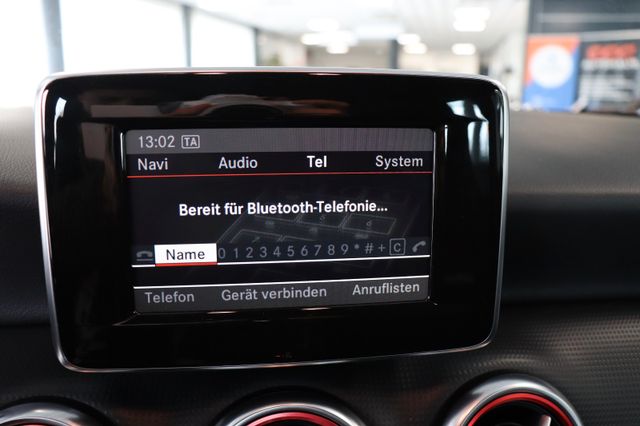 13:02 TA
Navi Audio Tel System
Bereit für Bluetooth-Telefonie...
Name 0 1 2 3 4 5 6 7 8 9 * # + C
Telefon Gerät verbinden Anruflisten